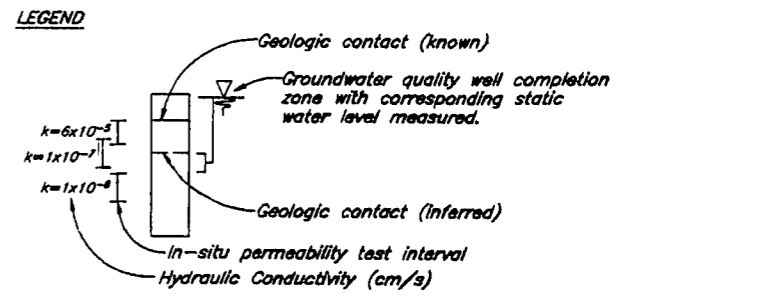 LEGEND
Geologic contact (known)
Groundwater quality well completion
zone with corresponding static
water level measured.
k=6x10⁻⁵
k=1x10⁻⁷
k=1x10⁻⁶
Geologic contact (inferred)
In-situ permeability test interval
Hydraulic Conductivity (cm/s)